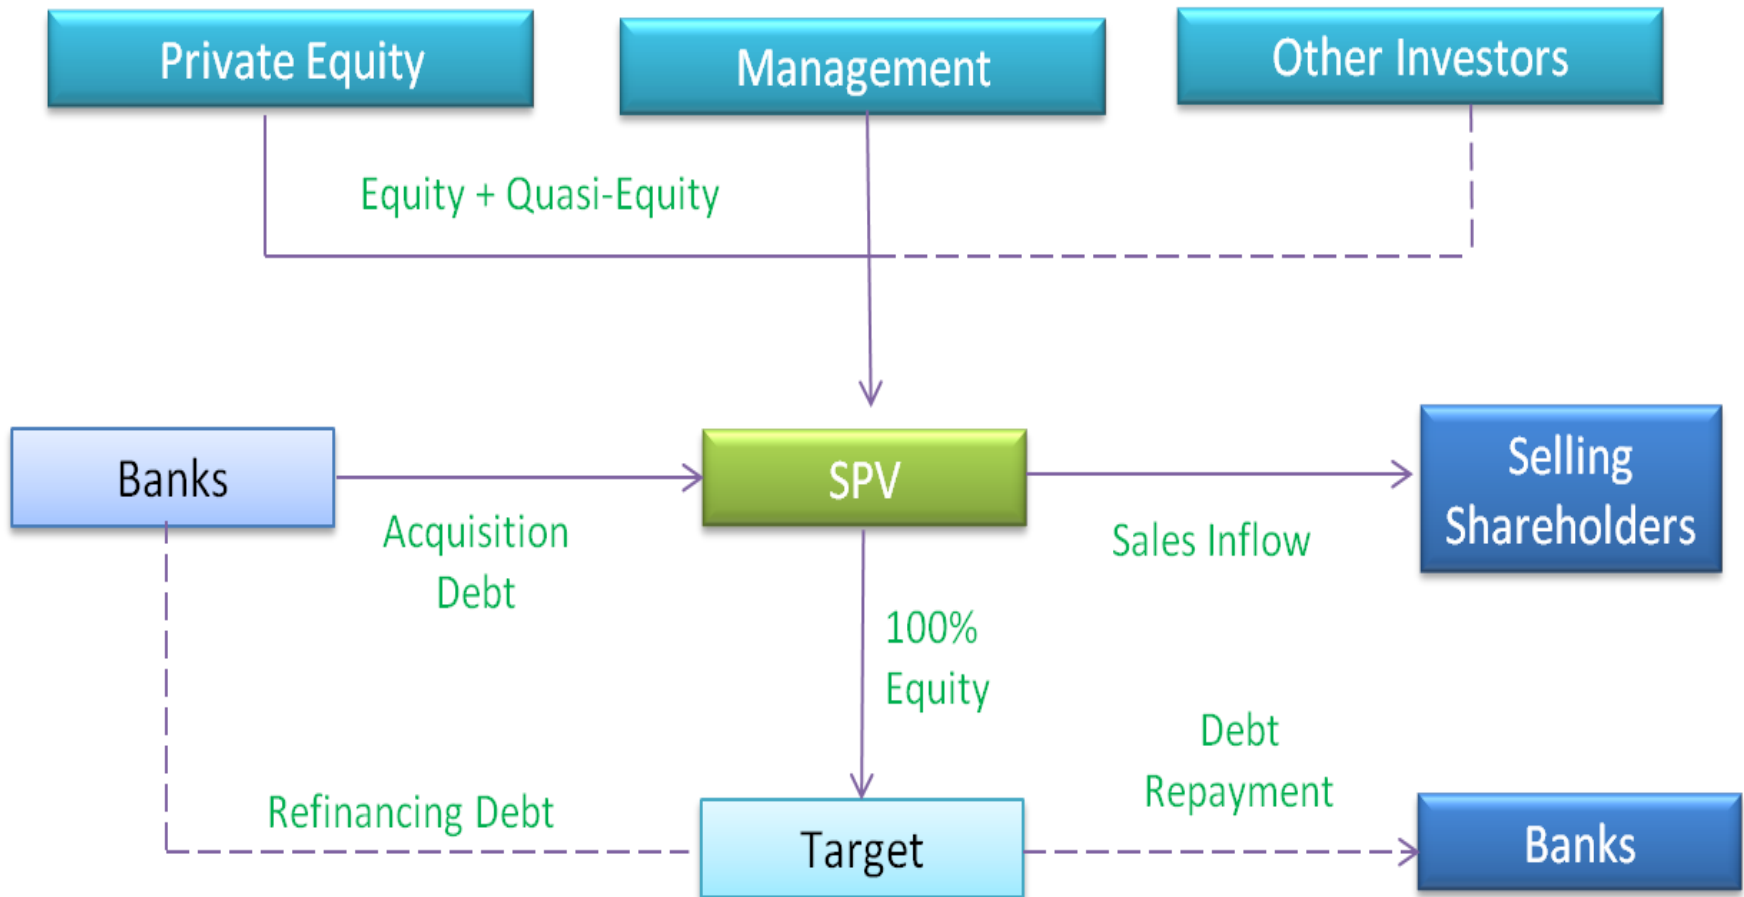 Private Equity
Management
Other Investors
Equity + Quasi-Equity
Banks
SPV
Selling
Shareholders
Acquisition
Debt
Sales Inflow
100%
Equity
Debt
Repayment
Refinancing Debt
Target
Banks